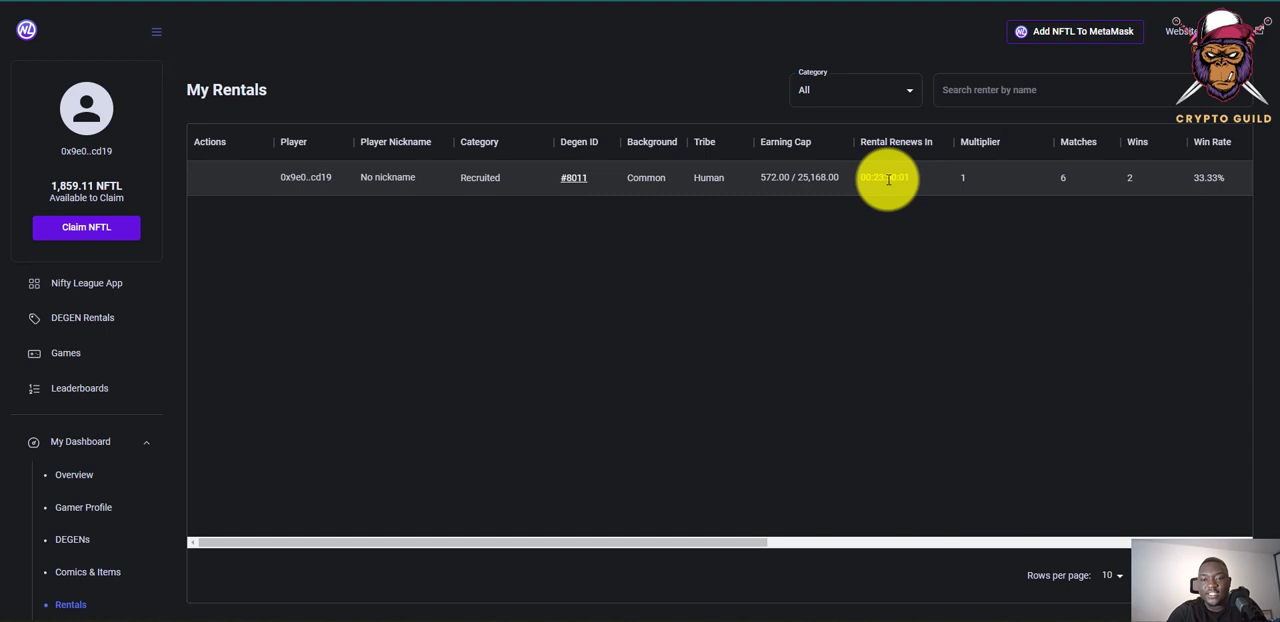 NL
Add NFTL To MetaMask
CRYPTO GUILD
0x9e0..cd19
1,859.11 NFTL
Available to Claim
Claim NFTL
Nifty League App
DEGEN Rentals
Games
Leaderboards
My Dashboard
Overview
Gamer Profile
DEGENs
Comics & Items
Rentals
My Rentals
Category
All
Search renter by name
Actions Player Player Nickname Category Degen ID Background Tribe Earning Cap Rental Renews In Multiplier Matches Wins Win Rate
0x9e0..cd19 No nickname Recruited #8011 Common Human 572.00 / 25,168.00 1 6 2 33.33%
Rows per page: 10